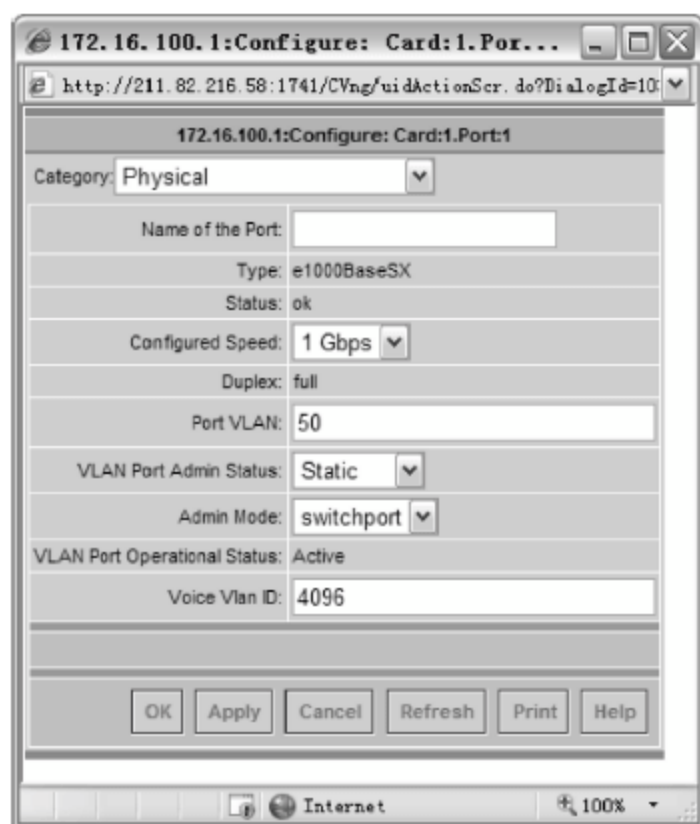 172.16.100.1:Configure: Card:1.Por...
http://211.82.216.58:1741/CVng/uidActionScr.do?DialogId=10
172.16.100.1:Configure: Card:1.Port:1
Category: Physical
Name of the Port:
Type: e1000BaseSX
Status: ok
Configured Speed: 1 Gbps
Duplex: full
Port VLAN: 50
VLAN Port Admin Status: Static
Admin Mode: switchport
VLAN Port Operational Status: Active
Voice Vlan ID: 4096
OK Apply Cancel Refresh Print Help
Internet 100%